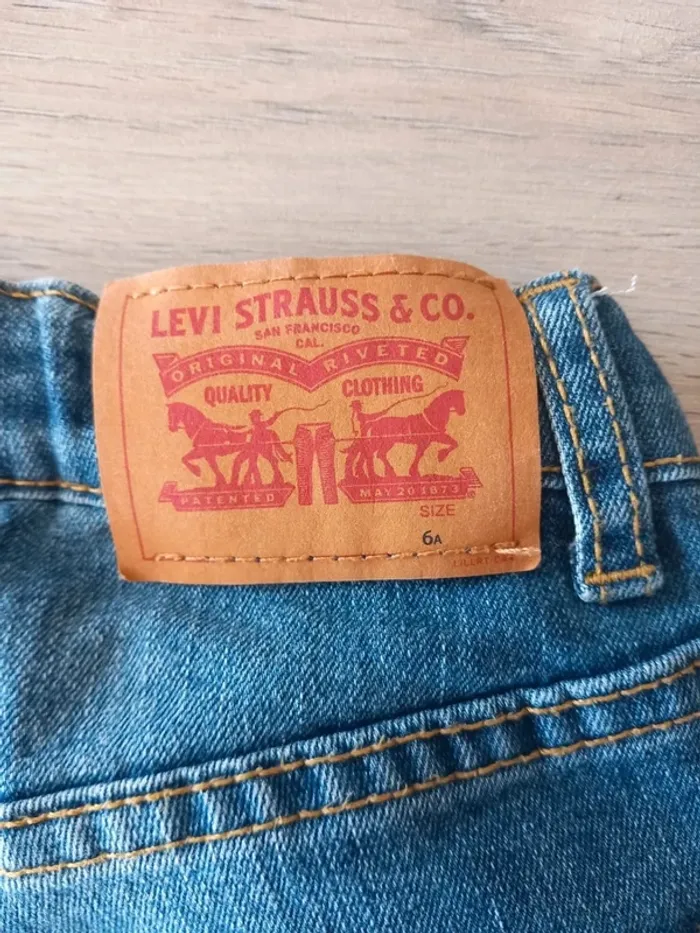 LEVI STRAUSS & CO.
SAN FRANCISCO
CAL.
ORIGINAL RIVETED
QUALITY CLOTHING
PATENTED MAY 20 1873
SIZE
6A